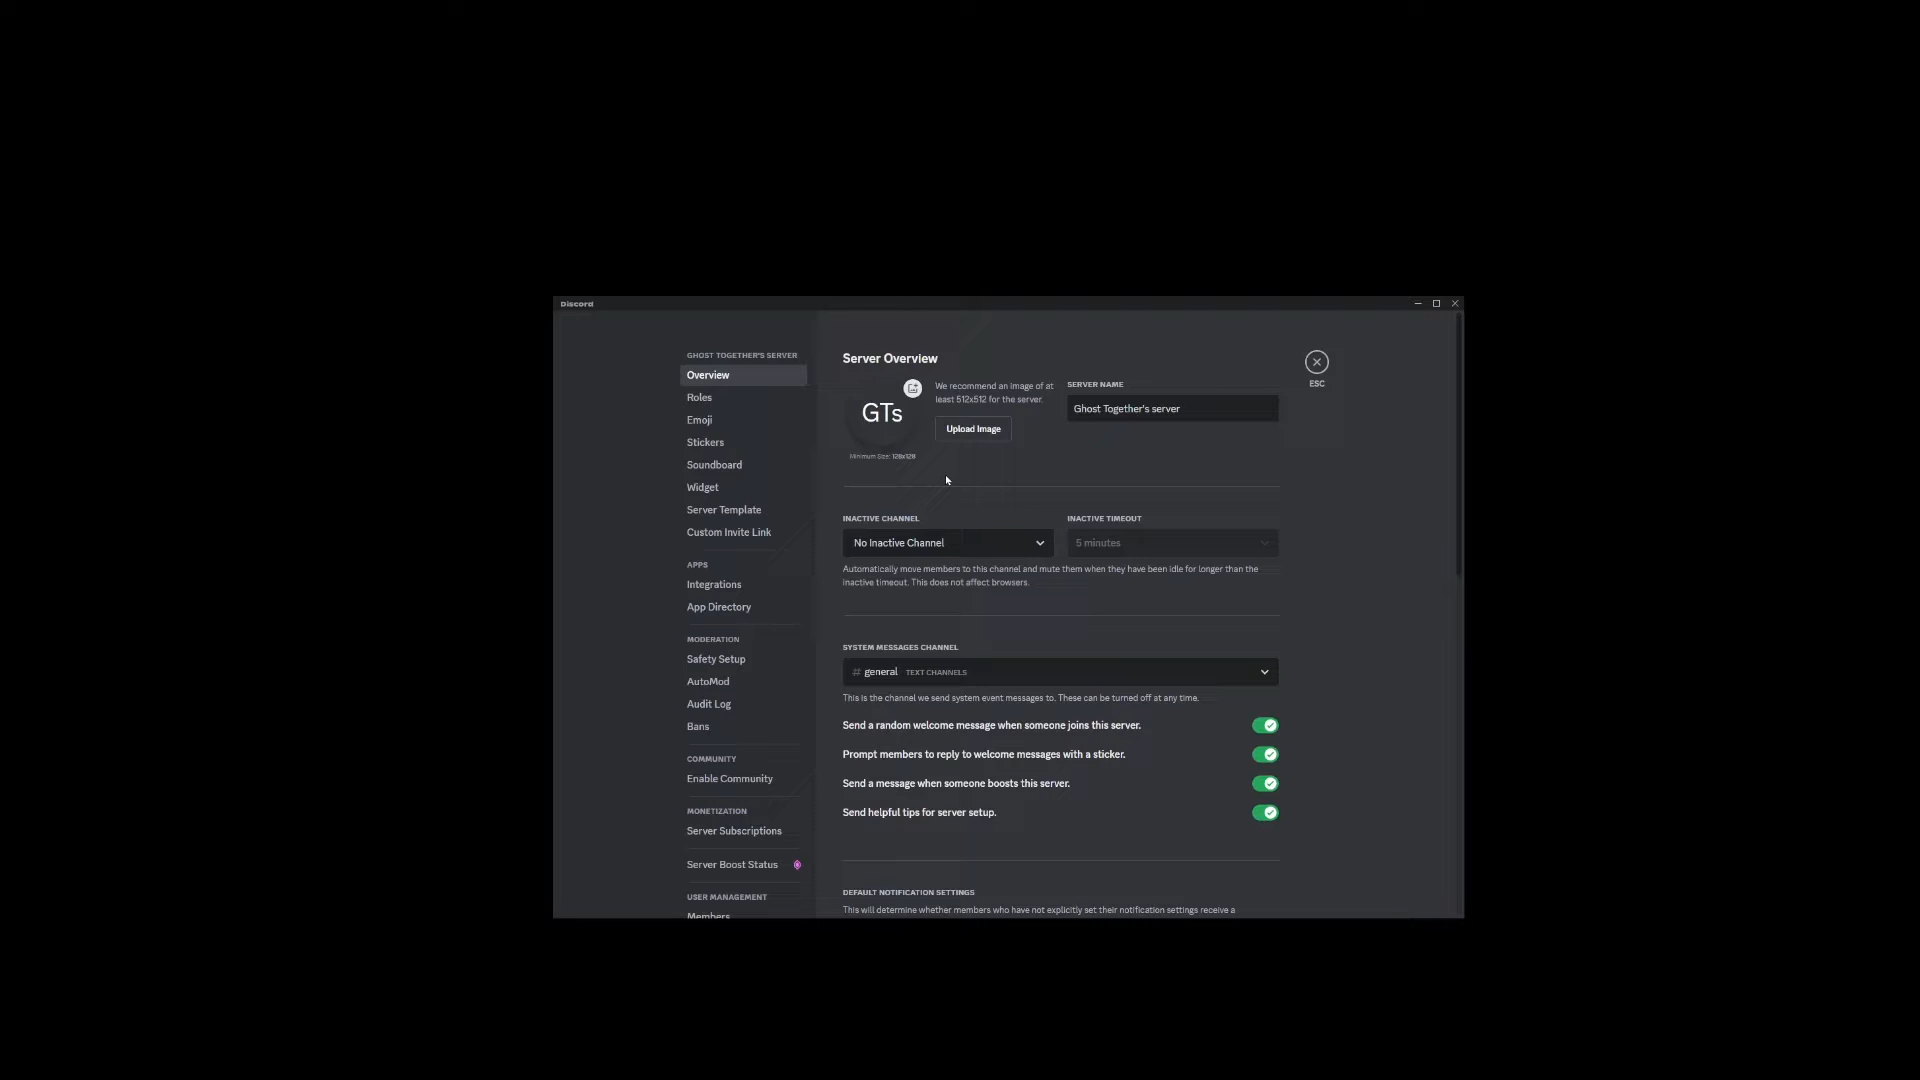 Discord
GHOST TOGETHER'S SERVER
Overview
Roles
Emoji
Stickers
Soundboard
Widget
Server Template
Custom Invite Link
APPS
Integrations
App Directory
MODERATION
Safety Setup
AutoMod
Audit Log
Bans
COMMUNITY
Enable Community
MONETIZATION
Server Subscriptions
Server Boost Status
USER MANAGEMENT
Members
Server Overview
GTs
Minimum Size: 128x128
We recommend an image of at
least 512x512 for the server.
Upload Image
SERVER NAME
Ghost Together's server
ESC
INACTIVE CHANNEL
No Inactive Channel
INACTIVE TIMEOUT
5 minutes
Automatically move members to this channel and mute them when they have been idle for longer than the
inactive timeout. This does not affect browsers.
SYSTEM MESSAGES CHANNEL
# general TEXT CHANNELS
This is the channel we send system event messages to. These can be turned off at any time.
Send a random welcome message when someone joins this server.
Prompt members to reply to welcome messages with a sticker.
Send a message when someone boosts this server.
Send helpful tips for server setup.
DEFAULT NOTIFICATION SETTINGS
This will determine whether members who have not explicitly set their notification settings receive a